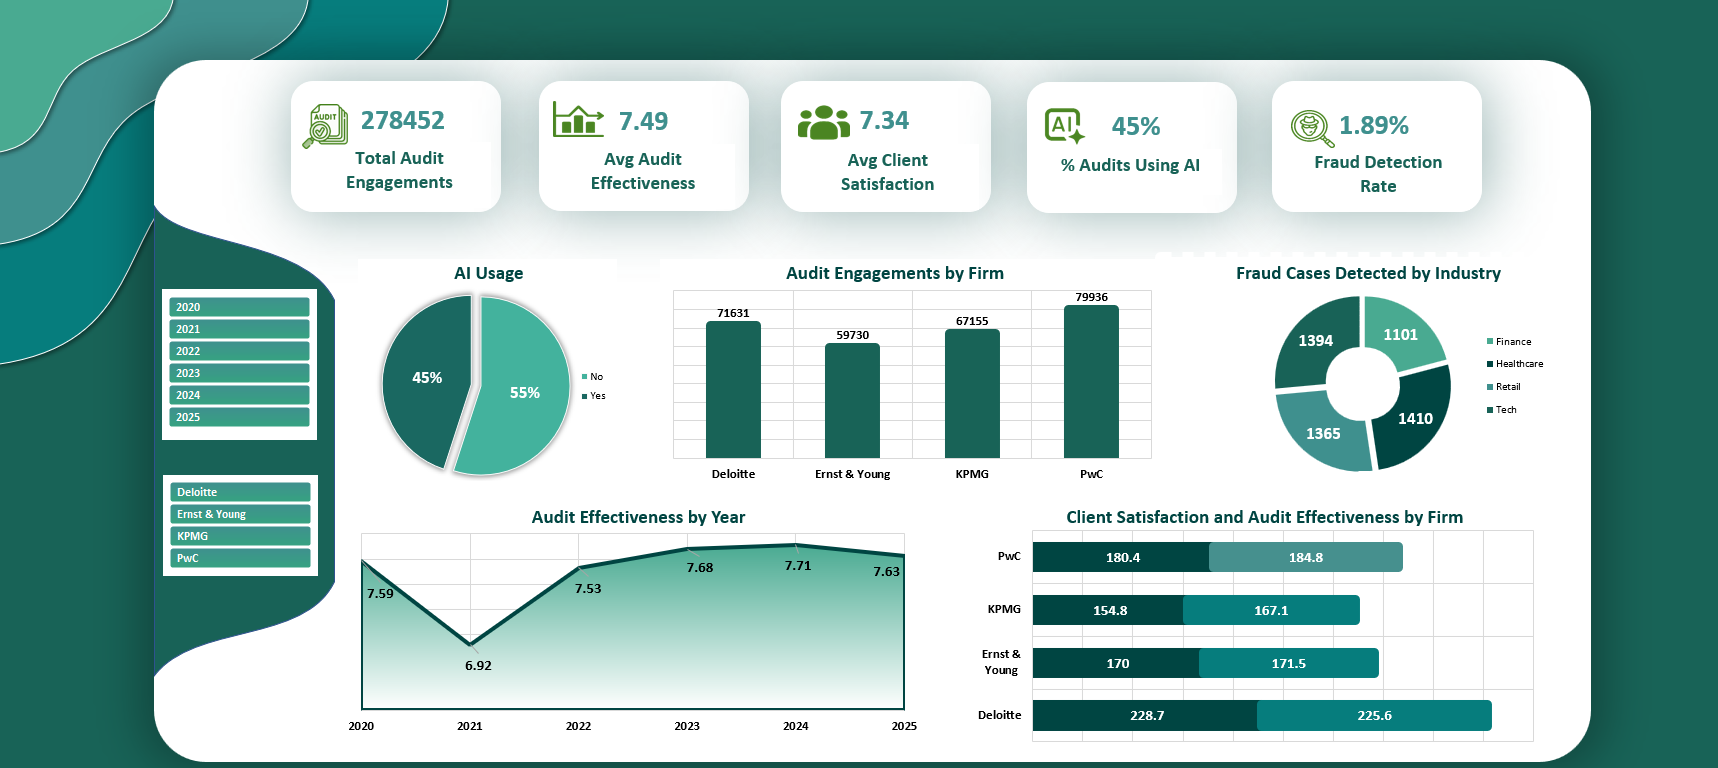 AUDIT
278452
Total Audit
Engagements
7.49
Avg Audit
Effectiveness
7.34
Avg Client
Satisfaction
AI
45%
% Audits Using AI
1.89%
Fraud Detection
Rate
2020
2021
2022
2023
2024
2025
Deloitte
Ernst & Young
KPMG
PwC
AI Usage
45%
55%
No
Yes
Audit Engagements by Firm
71631
59730
67155
79936
Deloitte
Ernst & Young
KPMG
PwC
Fraud Cases Detected by Industry
1394
1101
1365
1410
Finance
Healthcare
Retail
Tech
Audit Effectiveness by Year
7.59
6.92
7.53
7.68
7.71
7.63
2020
2021
2022
2023
2024
2025
Client Satisfaction and Audit Effectiveness by Firm
PwC
180.4
184.8
KPMG
154.8
167.1
Ernst &
Young
170
171.5
Deloitte
228.7
225.6